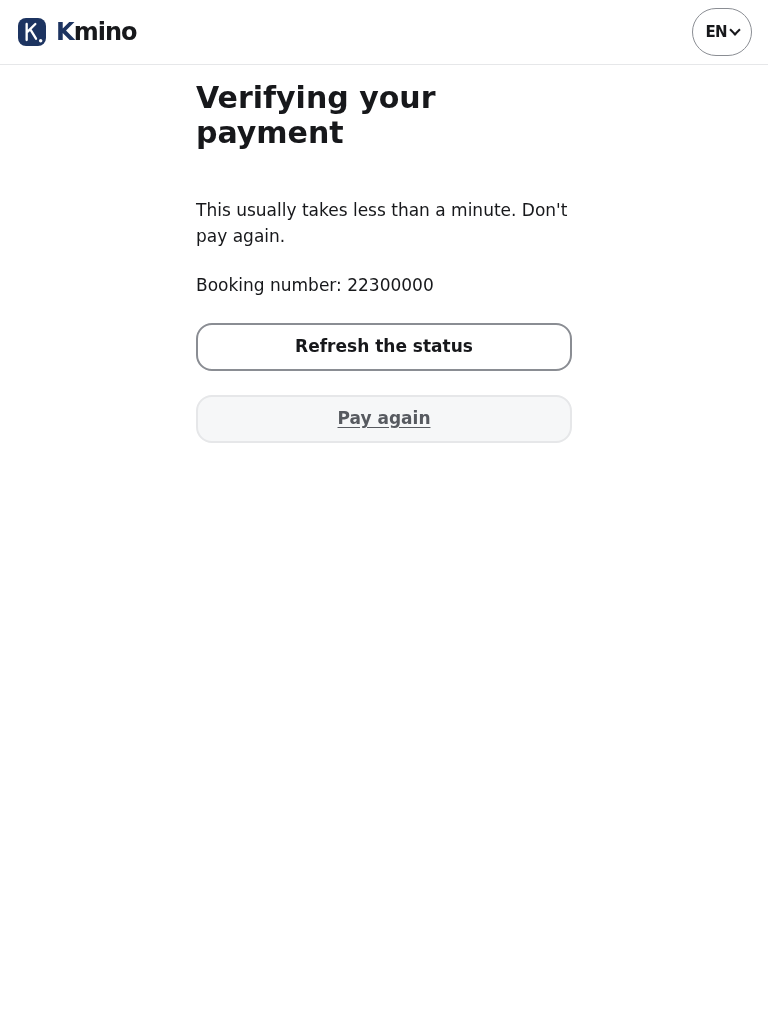 K. Kmino
EN
Verifying your
payment
This usually takes less than a minute. Don't
pay again.
Booking number: 22300000
Refresh the status
Pay again